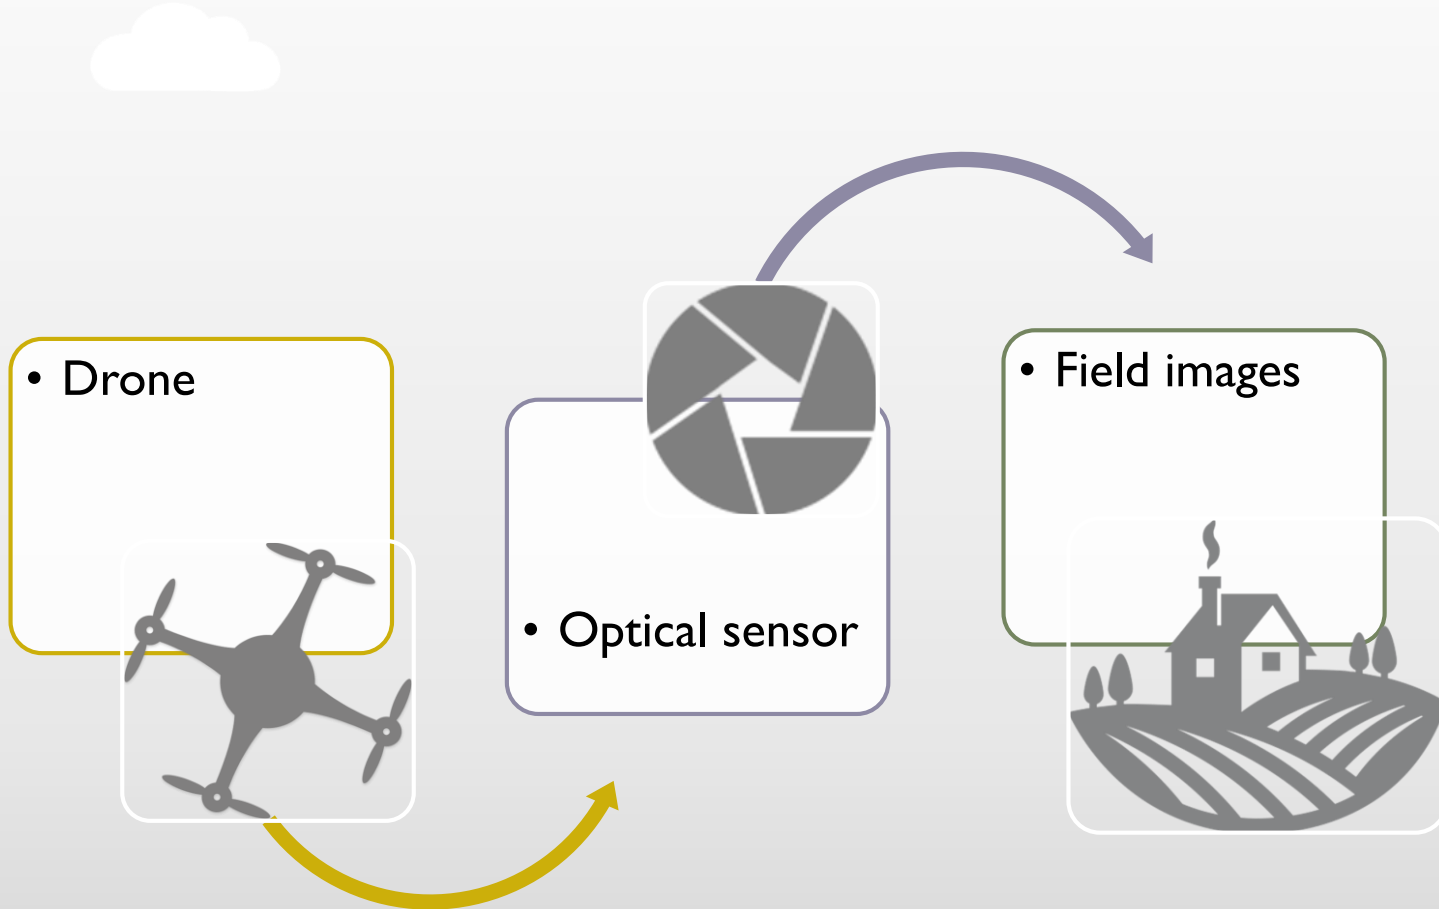 • Drone
• Optical sensor
• Field images